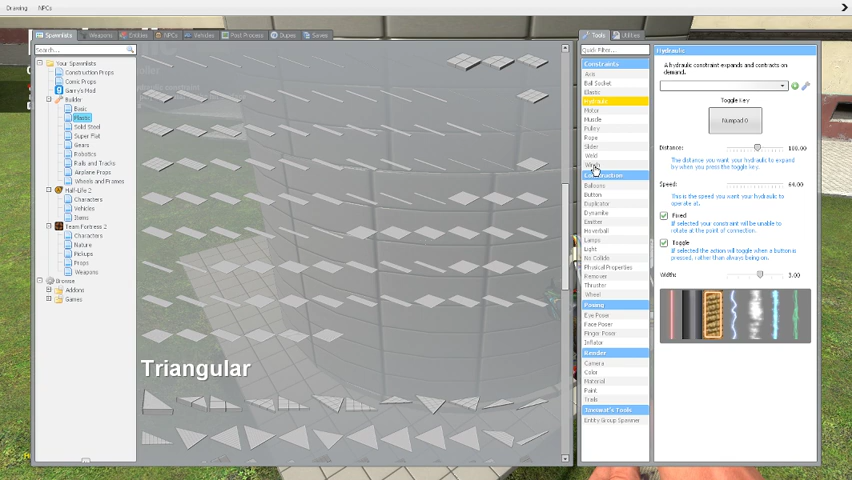 Drawing NPCs
Spawnlists Weapons Entities NPCs Vehicles Post Process Dupes Saves
Search...
Your Spawnlists
Construction Props
Comic Props
Garry's Mod
Builder
Basic
Plastic
Solid Steel
Super Flat
Gears
Robotics
Rails and Tracks
Airplane Props
Wheels and Frames
Half-Life 2
Characters
Vehicles
Items
Team Fortress 2
Characters
Nature
Pickups
Props
Weapons
Browse
Addons
Games
Triangular
Tools Utilities
Quick Filter...
Constraints
Axis
Ball Socket
Elastic
Hydraulic
Motor
Muscle
Pulley
Rope
Slider
Weld
Winch
Construction
Balloons
Button
Duplicator
Dynamite
Emitter
Hoverball
Lamps
Light
No Collide
Physical Properties
Remover
Thruster
Wheel
Posing
Eye Poser
Face Poser
Finger Poser
Inflator
Render
Camera
Color
Material
Paint
Trails
Entity Group Spawner
Hydraulic
A hydraulic constraint expands and contracts on
demand.
Toggle Key
Numpad 0
Distance: 100.00
The distance you want your hydraulic to expand
by when you press the toggle key.
Speed: 64.00
This is the speed you want your hydraulic to
operate at.
Fixed
If selected your constraint will be unable to
rotate at the point of connection.
Toggle
If selected the action will toggle when a button is
pressed, rather than always being on.
Width: 3.00